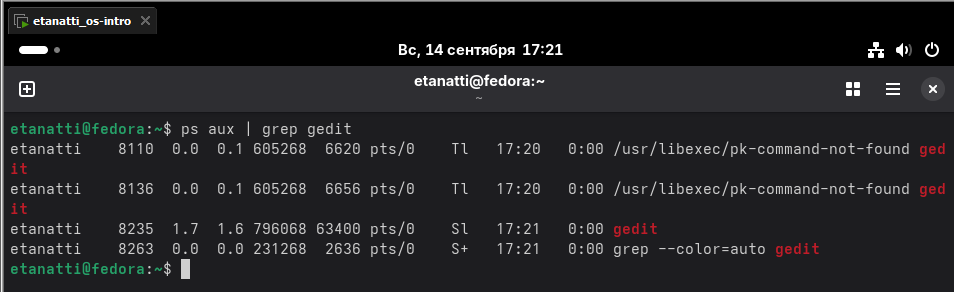 etanatti_os-intro
Вс, 14 сентября 17:21
etanatti@fedora:~
~
etanatti@fedora:~$ ps aux | grep gedit
etanatti    8110  0.0  0.1 605268  6620 pts/0    Tl   17:20   0:00 /usr/libexec/pk-command-not-found ged
it
etanatti    8136  0.0  0.1 605268  6656 pts/0    Tl   17:20   0:00 /usr/libexec/pk-command-not-found ged
it
etanatti    8235  1.7  1.6 796068 63400 pts/0    Sl   17:21   0:00 gedit
etanatti    8263  0.0  0.0 231268  2636 pts/0    S+   17:21   0:00 grep --color=auto gedit
etanatti@fedora:~$